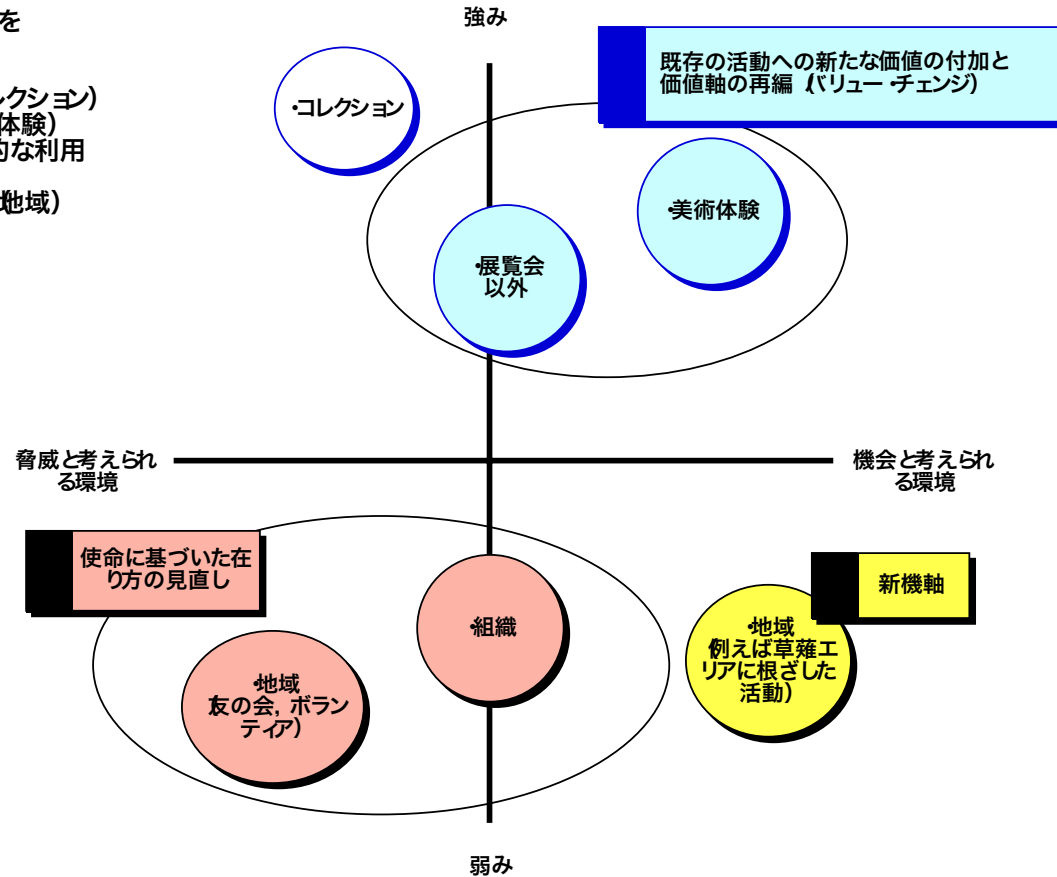 を
レクション）
体験）
的な利用
地域）
強み
既存の活動への新たな価値の付加と
価値軸の再編（バリュー・チェンジ）
・コレクション
・美術体験
・展覧会
以外
脅威と考えられ
る環境
機会と考えられ
る環境
使命に基づいた在
り方の見直し
新機軸
・組織
・地域
（例えば草薙エ
リアに根ざした
活動）
・地域
（友の会，ボラン
ティア）
弱み